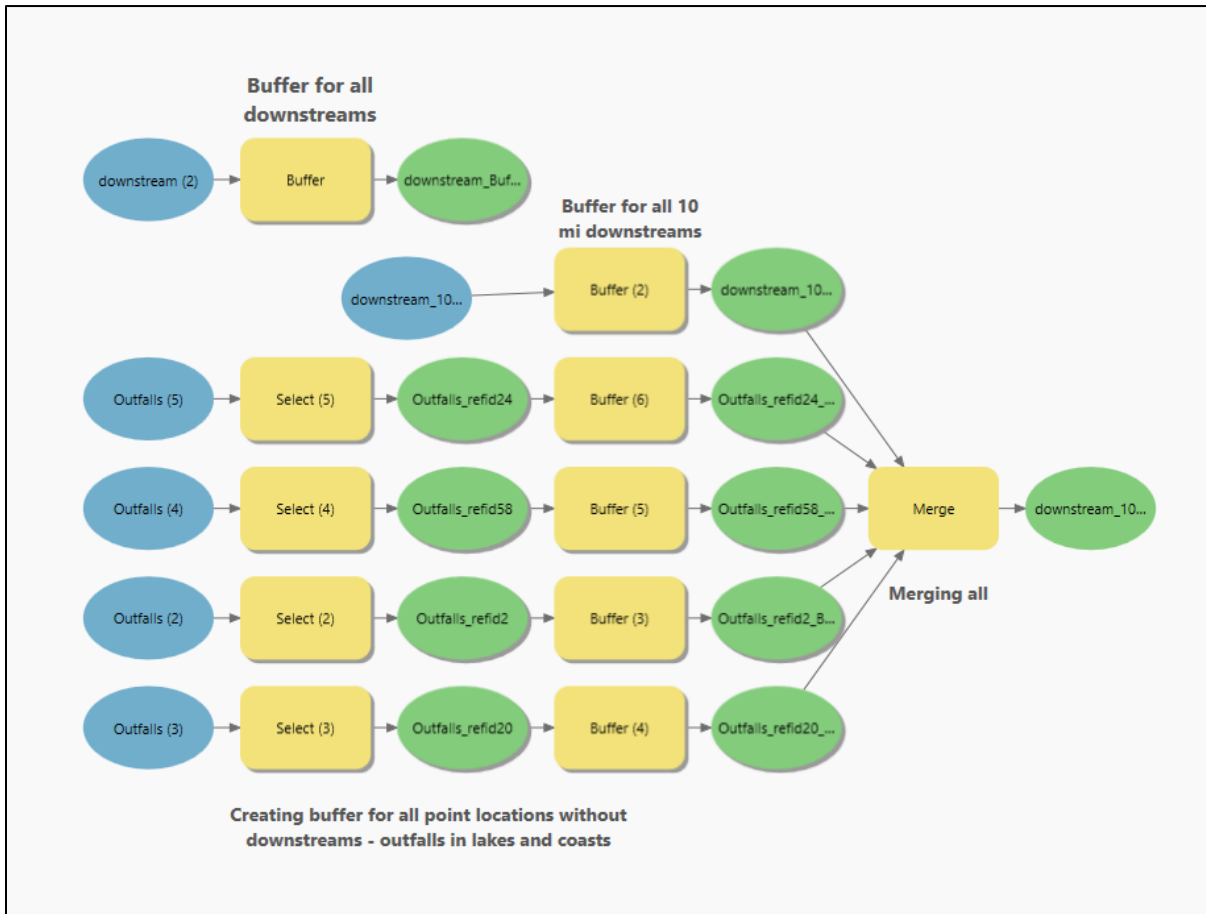 Buffer for all
downstreams
downstream (2)
Buffer
downstream_Buf...
Buffer for all 10
mi downstreams
downstream_10...
Buffer (2)
downstream_10...
Outfalls (5)
Select (5)
Outfalls_refid24
Buffer (6)
Outfalls_refid24_...
Outfalls (4)
Select (4)
Outfalls_refid58
Buffer (5)
Outfalls_refid58_...
Merge
downstream_10...
Outfalls (2)
Select (2)
Outfalls_refid2
Buffer (3)
Outfalls_refid2_B...
Merging all
Outfalls (3)
Select (3)
Outfalls_refid20
Buffer (4)
Outfalls_refid20_...
Creating buffer for all point locations without
downstreams - outfalls in lakes and coasts